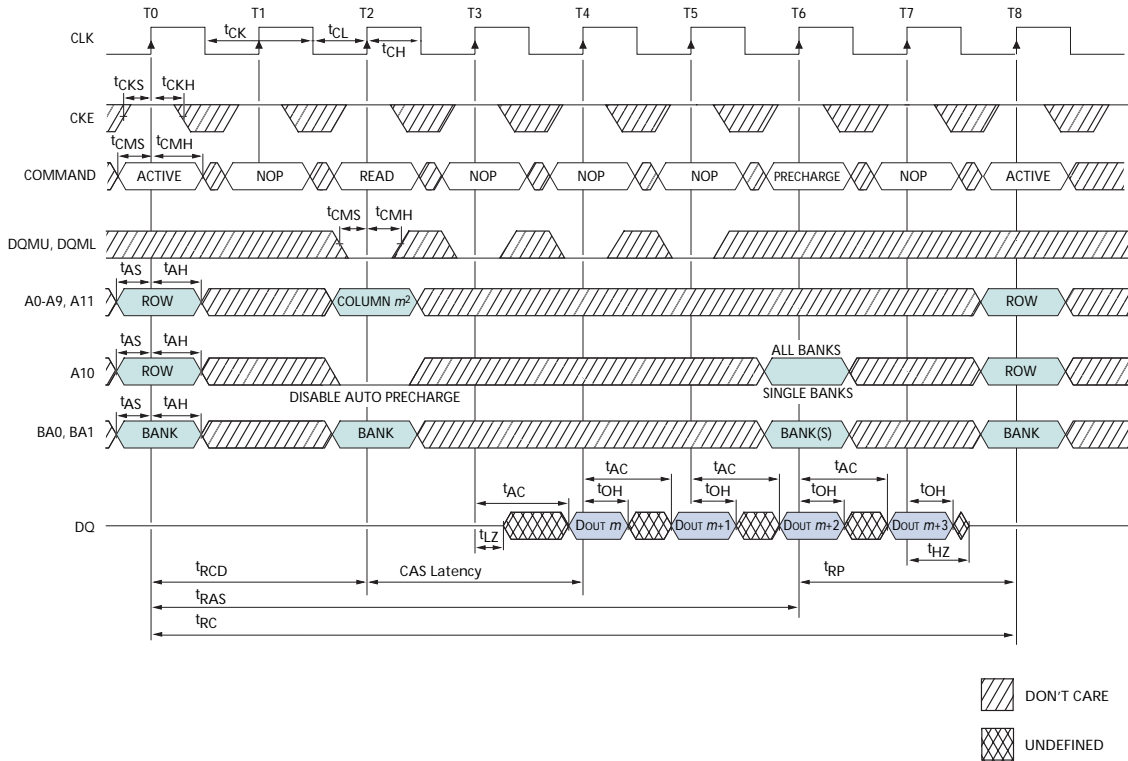 T0 T1 T2 T3 T4 T5 T6 T7 T8
CLK
tCK tCL
tCH
tCKS tCKH
CKE
tCMS tCMH
COMMAND ACTIVE NOP READ NOP NOP NOP PRECHARGE NOP ACTIVE
tCMS tCMH
DQMU, DQML
tAS tAH
A0-A9, A11 ROW COLUMN m2 ROW
tAS tAH
ALL BANKS
A10 ROW ROW
DISABLE AUTO PRECHARGE SINGLE BANKS
tAS tAH
BA0, BA1 BANK BANK BANK(S) BANK
tAC tAC tAC
tAC tOH tOH tOH tOH
DQ DOUT m DOUT m+1 DOUT m+2 DOUT m+3
tLZ tHZ
tRCD CAS Latency tRP
tRAS
tRC
DON'T CARE
UNDEFINED